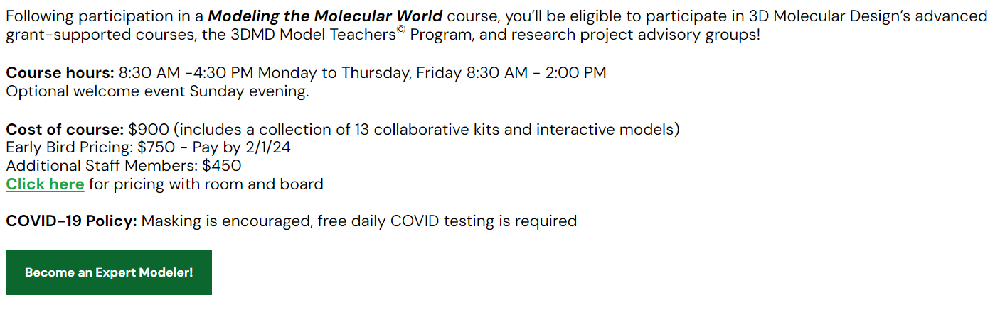 Following participation in a Modeling the Molecular World course, you'll be eligible to participate in 3D Molecular Design's advanced
grant-supported courses, the 3DMD Model Teachers© Program, and research project advisory groups!
Course hours: 8:30 AM -4:30 PM Monday to Thursday, Friday 8:30 AM - 2:00 PM
Optional welcome event Sunday evening.
Cost of course: $900 (includes a collection of 13 collaborative kits and interactive models)
Early Bird Pricing: $750 - Pay by 2/1/24
Additional Staff Members: $450
Click here for pricing with room and board
COVID-19 Policy: Masking is encouraged, free daily COVID testing is required
Become an Expert Modeler!